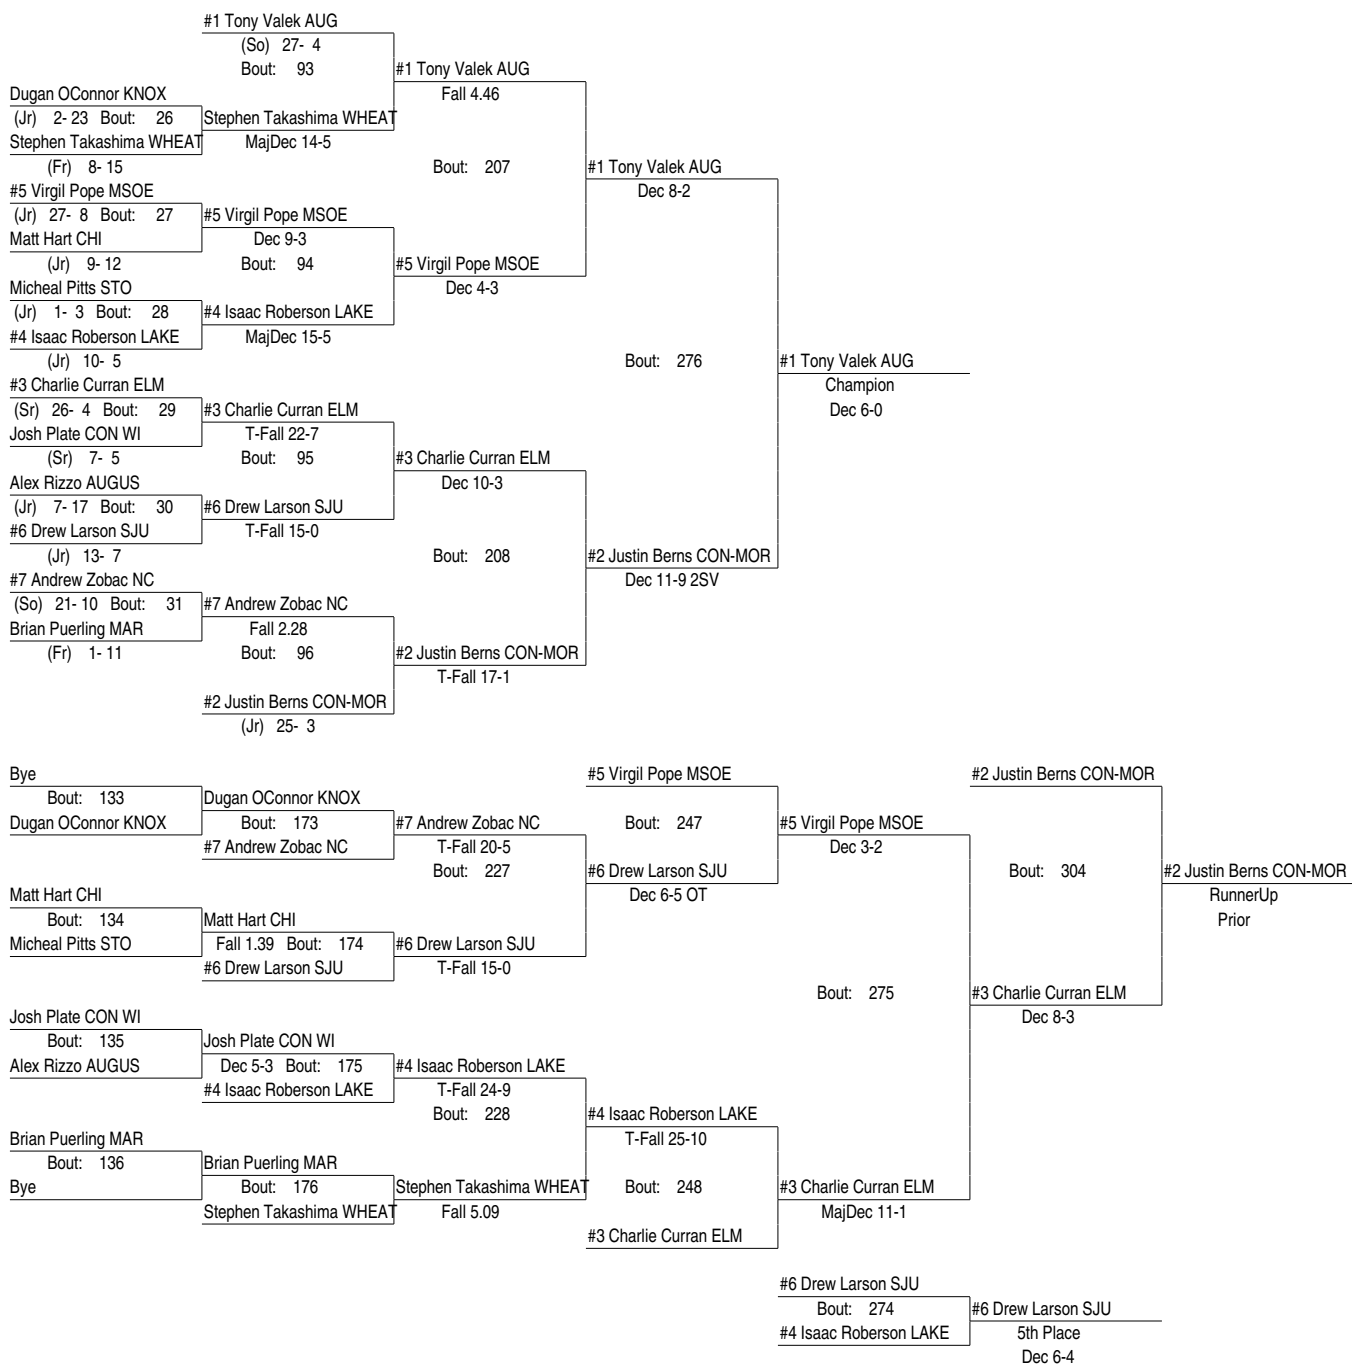 #1 Tony Valek AUG
(So) 27- 4
Bout: 93
#1 Tony Valek AUG
Dugan OConnor KNOX
Fall 4.46
(Jr) 2- 23 Bout: 26
Stephen Takashima WHEAT
Stephen Takashima WHEAT
MajDec 14-5
(Fr) 8- 15
Bout: 207
#1 Tony Valek AUG
#5 Virgil Pope MSOE
Dec 8-2
(Jr) 27- 8 Bout: 27
#5 Virgil Pope MSOE
Matt Hart CHI
Dec 9-3
(Jr) 9- 12
Bout: 94
#5 Virgil Pope MSOE
Micheal Pitts STO
Dec 4-3
(Jr) 1- 3 Bout: 28
#4 Isaac Roberson LAKE
#4 Isaac Roberson LAKE
MajDec 15-5
(Jr) 10- 5
Bout: 276
#1 Tony Valek AUG
#3 Charlie Curran ELM
Champion
(Sr) 26- 4 Bout: 29
#3 Charlie Curran ELM
Dec 6-0
Josh Plate CON WI
T-Fall 22-7
(Sr) 7- 5
Bout: 95
#3 Charlie Curran ELM
Alex Rizzo AUGUS
Dec 10-3
(Jr) 7- 17 Bout: 30
#6 Drew Larson SJU
#6 Drew Larson SJU
T-Fall 15-0
(Jr) 13- 7
Bout: 208
#2 Justin Berns CON-MOR
#7 Andrew Zobac NC
Dec 11-9 2SV
(So) 21- 10 Bout: 31
#7 Andrew Zobac NC
Brian Puerling MAR
Fall 2.28
(Fr) 1- 11
Bout: 96
#2 Justin Berns CON-MOR
T-Fall 17-1
#2 Justin Berns CON-MOR
(Jr) 25- 3
Bye
#5 Virgil Pope MSOE
#2 Justin Berns CON-MOR
Bout: 133
Dugan OConnor KNOX
Dugan OConnor KNOX
Bout: 173
#7 Andrew Zobac NC
Bout: 247
#5 Virgil Pope MSOE
#7 Andrew Zobac NC
T-Fall 20-5
Dec 3-2
Bout: 227
#6 Drew Larson SJU
Bout: 304
#2 Justin Berns CON-MOR
Matt Hart CHI
Dec 6-5 OT
RunnerUp
Bout: 134
Matt Hart CHI
Prior
Micheal Pitts STO
Fall 1.39 Bout: 174
#6 Drew Larson SJU
#6 Drew Larson SJU
T-Fall 15-0
Bout: 275
#3 Charlie Curran ELM
Josh Plate CON WI
Dec 8-3
Bout: 135
Josh Plate CON WI
Alex Rizzo AUGUS
Dec 5-3 Bout: 175
#4 Isaac Roberson LAKE
#4 Isaac Roberson LAKE
T-Fall 24-9
Bout: 228
#4 Isaac Roberson LAKE
Brian Puerling MAR
T-Fall 25-10
Bout: 136
Brian Puerling MAR
Bye
Bout: 176
Stephen Takashima WHEAT
Bout: 248
#3 Charlie Curran ELM
Stephen Takashima WHEAT
Fall 5.09
MajDec 11-1
#3 Charlie Curran ELM
#6 Drew Larson SJU
Bout: 274
#6 Drew Larson SJU
#4 Isaac Roberson LAKE
5th Place
Dec 6-4